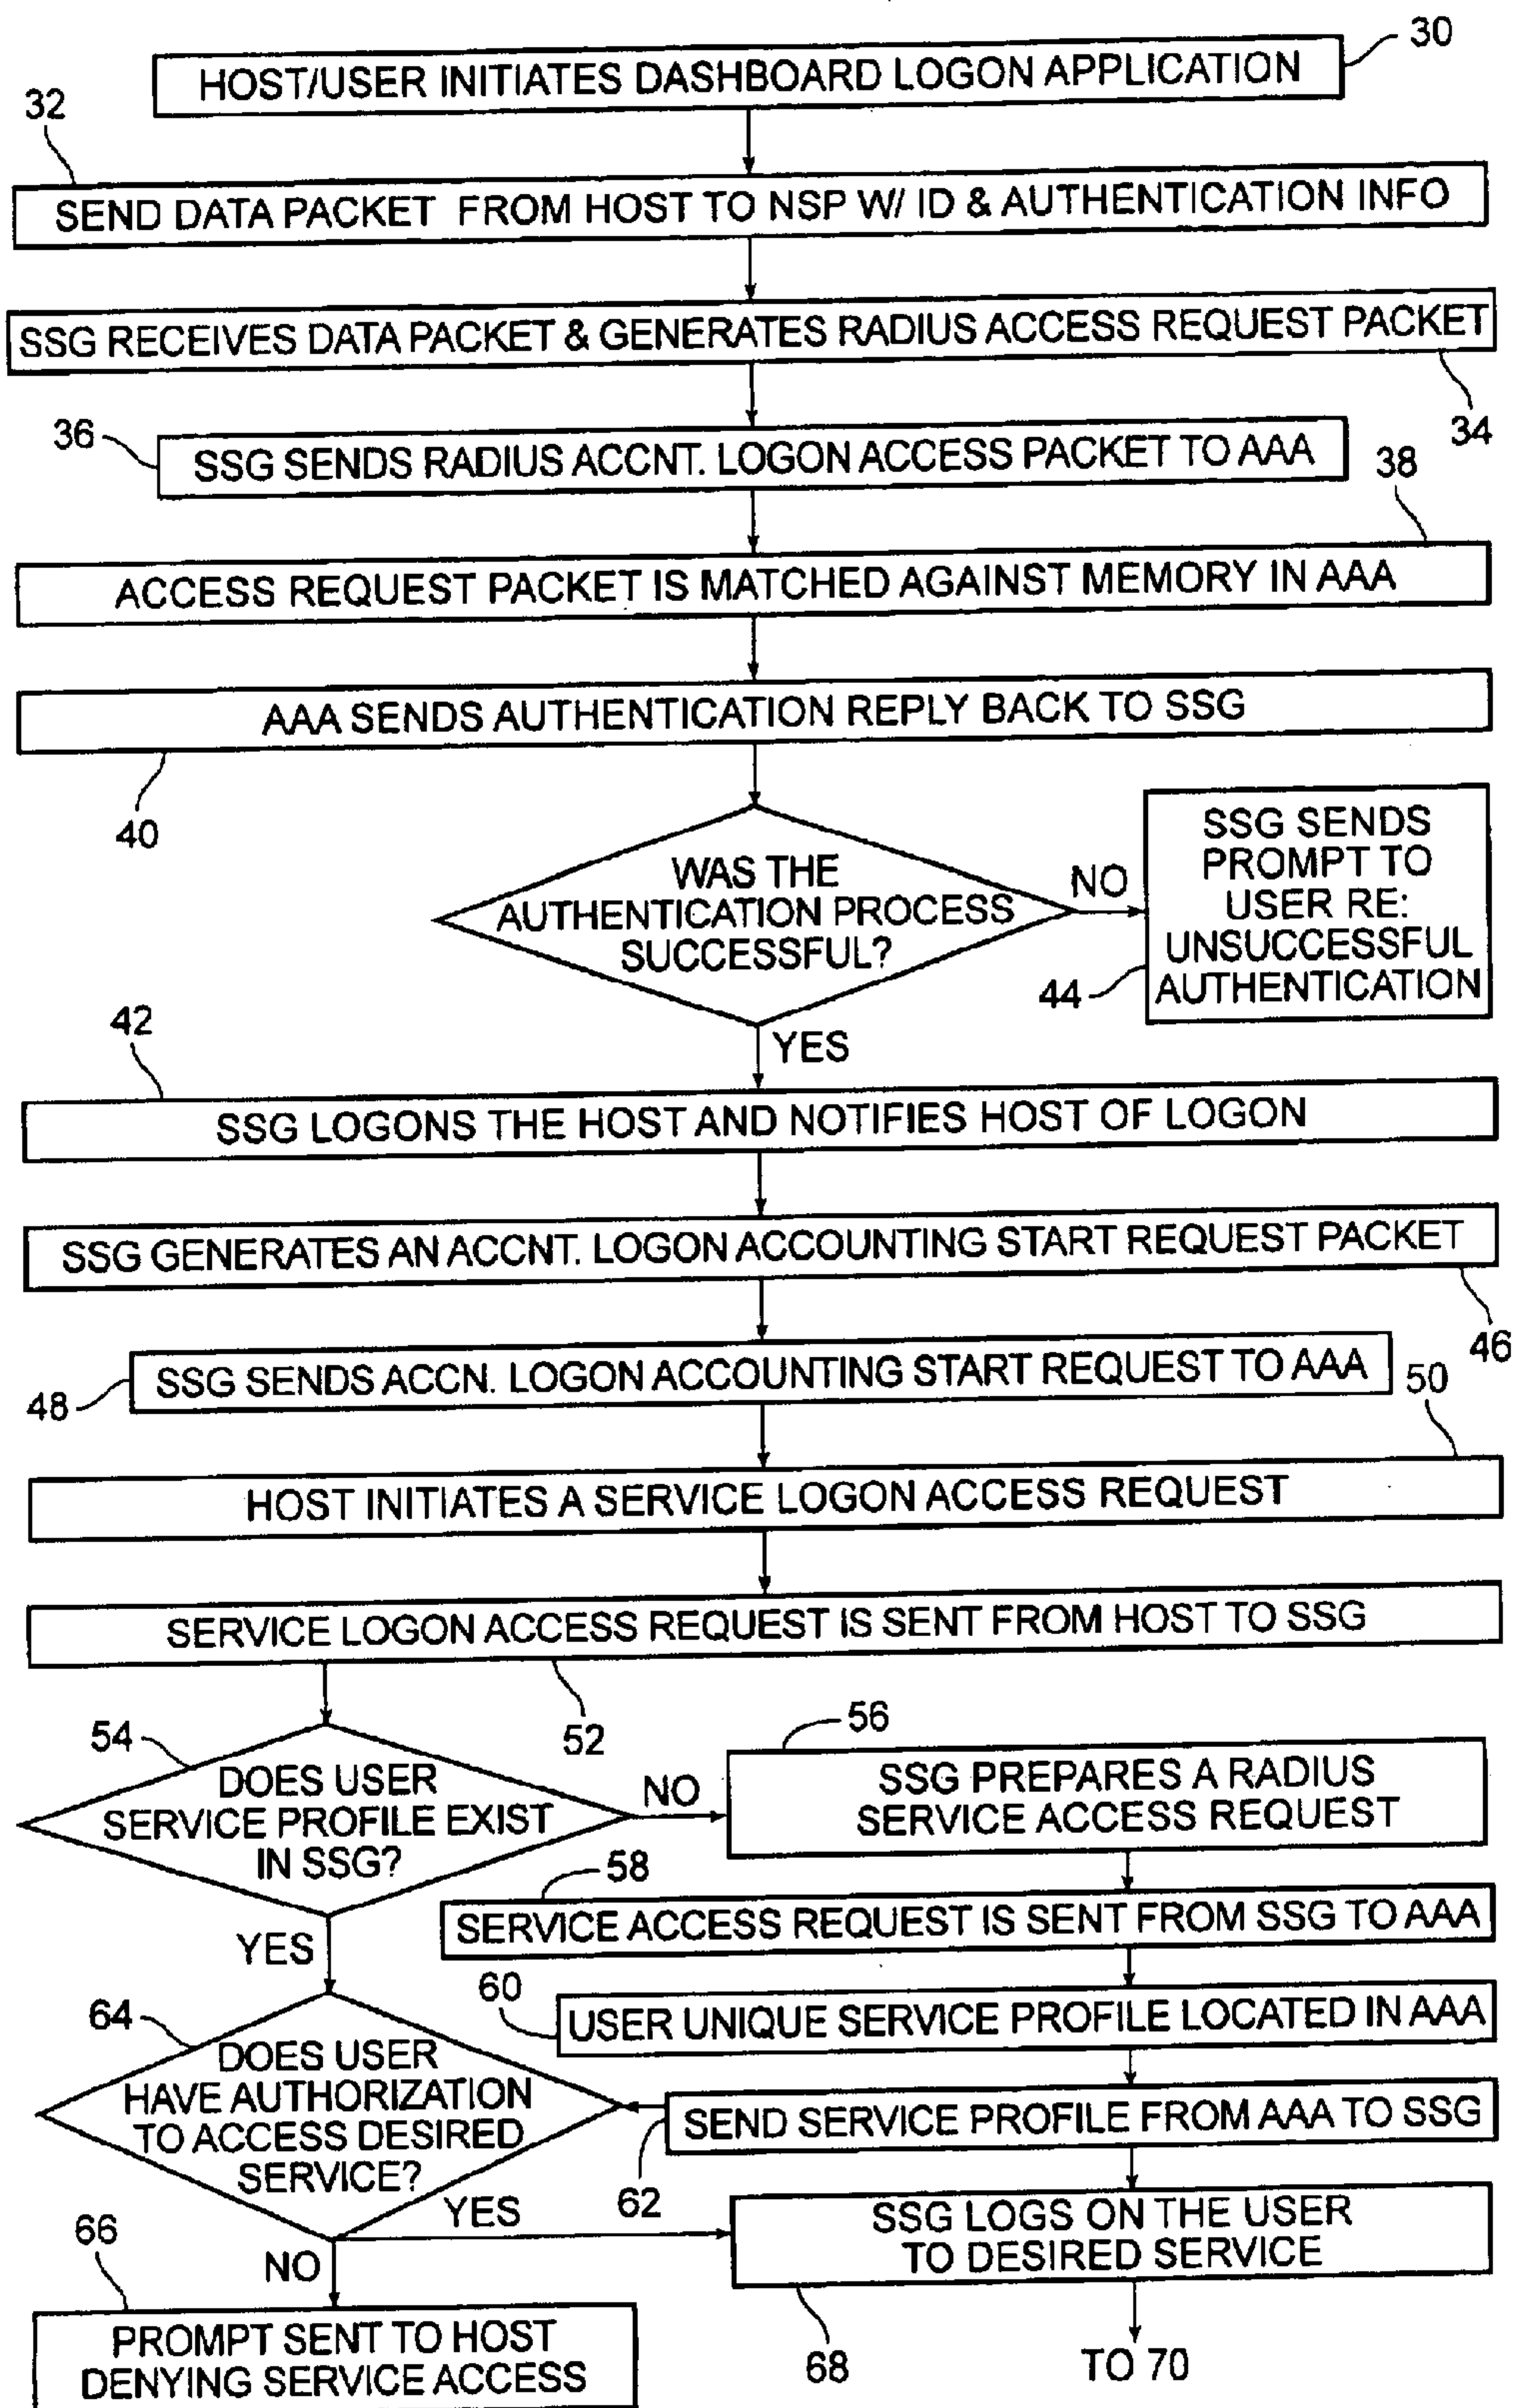 30
HOST/USER INITIATES DASHBOARD LOGON APPLICATION
32
SEND DATA PACKET FROM HOST TO NSP W/ ID & AUTHENTICATION INFO
SSG RECEIVES DATA PACKET & GENERATES RADIUS ACCESS REQUEST PACKET
34
36
SSG SENDS RADIUS ACCNT. LOGON ACCESS PACKET TO AAA
38
ACCESS REQUEST PACKET IS MATCHED AGAINST MEMORY IN AAA
AAA SENDS AUTHENTICATION REPLY BACK TO SSG
40
WAS THE
AUTHENTICATION PROCESS
SUCCESSFUL?
NO
SSG SENDS
PROMPT TO
USER RE:
UNSUCCESSFUL
AUTHENTICATION
44
YES
42
SSG LOGONS THE HOST AND NOTIFIES HOST OF LOGON
SSG GENERATES AN ACCNT. LOGON ACCOUNTING START REQUEST PACKET
46
SSG SENDS ACCN. LOGON ACCOUNTING START REQUEST TO AAA
48
50
HOST INITIATES A SERVICE LOGON ACCESS REQUEST
SERVICE LOGON ACCESS REQUEST IS SENT FROM HOST TO SSG
52
54
DOES USER
SERVICE PROFILE EXIST
IN SSG?
NO
56
SSG PREPARES A RADIUS
SERVICE ACCESS REQUEST
58
SERVICE ACCESS REQUEST IS SENT FROM SSG TO AAA
YES
60
USER UNIQUE SERVICE PROFILE LOCATED IN AAA
64
DOES USER
HAVE AUTHORIZATION
TO ACCESS DESIRED
SERVICE?
SEND SERVICE PROFILE FROM AAA TO SSG
62
YES
SSG LOGS ON THE USER
TO DESIRED SERVICE
68
NO
66
PROMPT SENT TO HOST
DENYING SERVICE ACCESS
TO 70